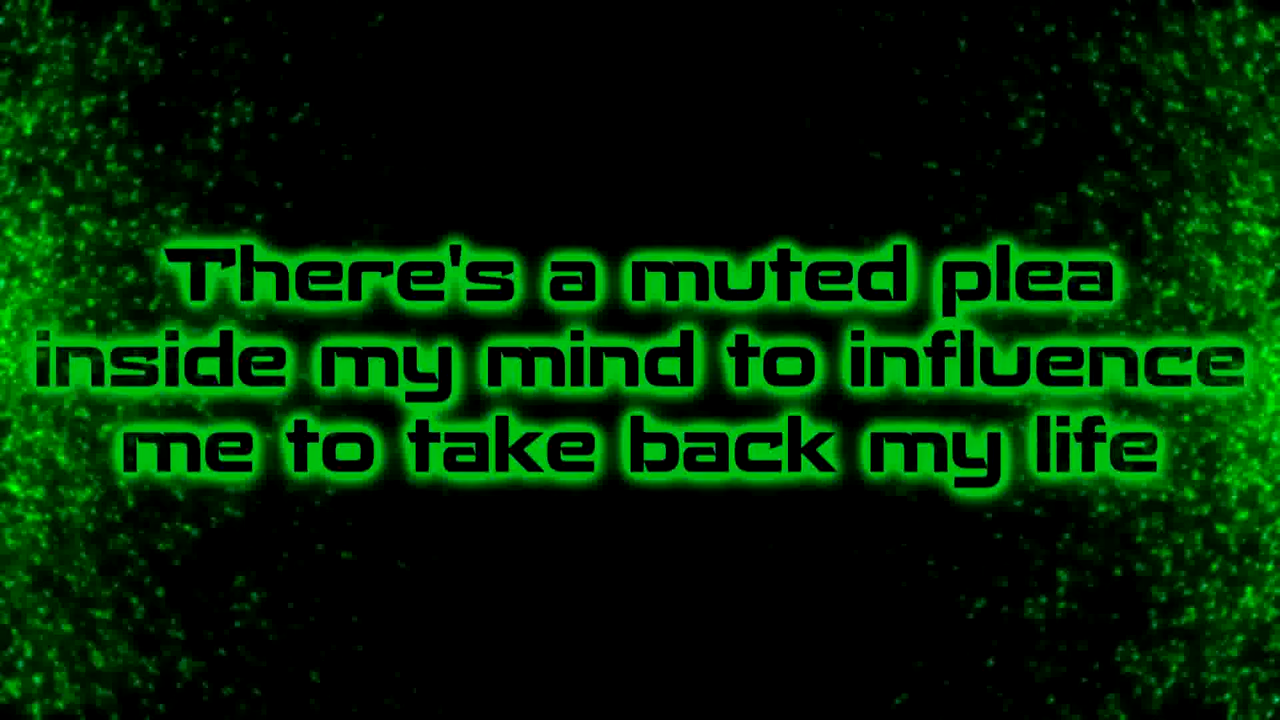 There's a muted plea
inside my mind to influence
me to take back my life